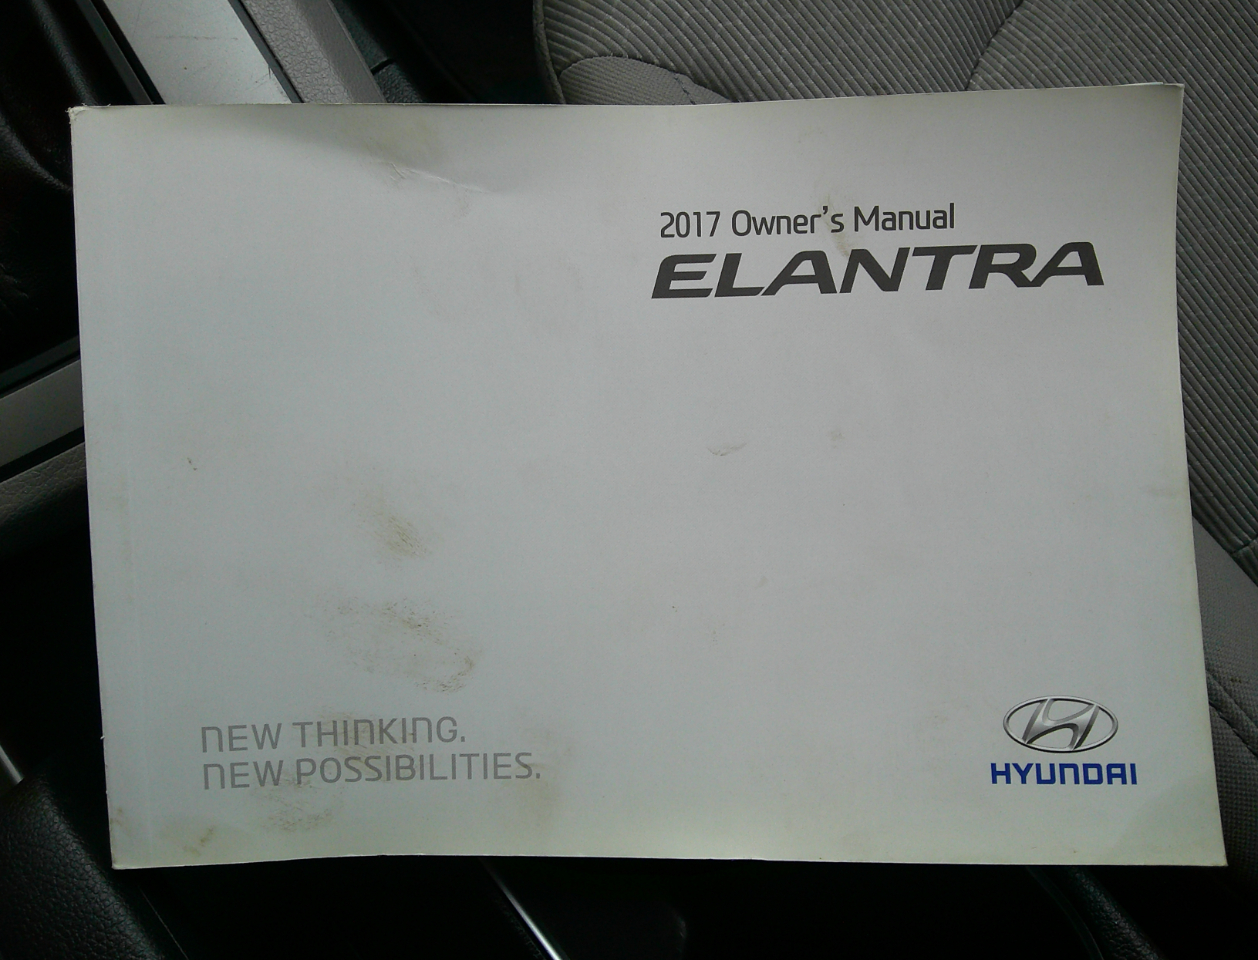 2017 Owner's Manual
ELANTRA
NEW THINKING.
NEW POSSIBILITIES.
HYUNDAI